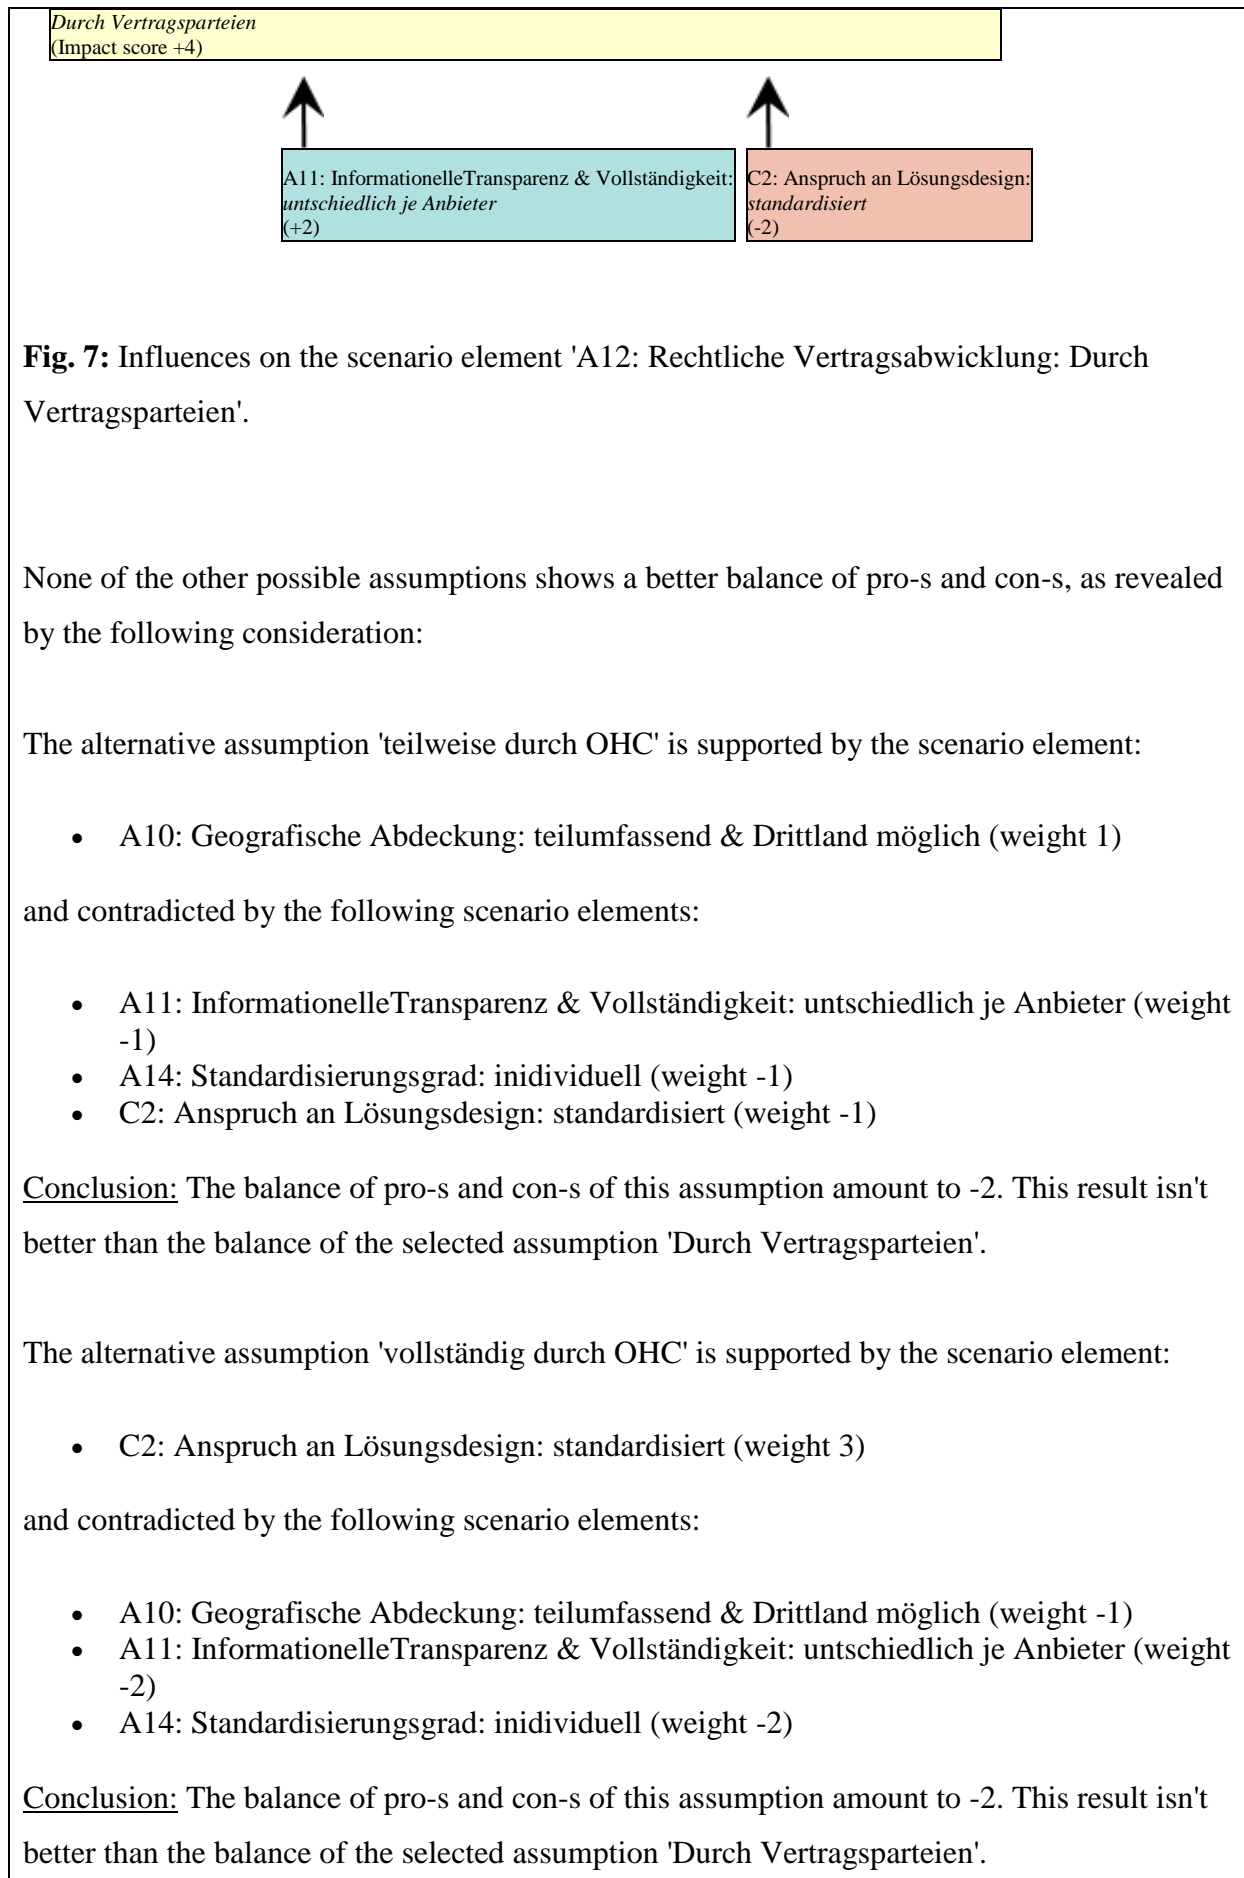 Durch Vertragsparteien
(Impact score +4)
A11: InformationelleTransparenz & Vollständigkeit:
untschiedlich je Anbieter
(+2)
C2: Anspruch an Lösungsdesign:
standardisiert
(-2)
Fig. 7: Influences on the scenario element 'A12: Rechtliche Vertragsabwicklung: Durch
Vertragsparteien'.
None of the other possible assumptions shows a better balance of pro-s and con-s, as revealed
by the following consideration:
The alternative assumption 'teilweise durch OHC' is supported by the scenario element:
• A10: Geografische Abdeckung: teilumfassend & Drittland möglich (weight 1)
and contradicted by the following scenario elements:
• A11: InformationelleTransparenz & Vollständigkeit: untschiedlich je Anbieter (weight
-1)
• A14: Standardisierungsgrad: inidividuell (weight -1)
• C2: Anspruch an Lösungsdesign: standardisiert (weight -1)
Conclusion: The balance of pro-s and con-s of this assumption amount to -2. This result isn't
better than the balance of the selected assumption 'Durch Vertragsparteien'.
The alternative assumption 'vollständig durch OHC' is supported by the scenario element:
• C2: Anspruch an Lösungsdesign: standardisiert (weight 3)
and contradicted by the following scenario elements:
• A10: Geografische Abdeckung: teilumfassend & Drittland möglich (weight -1)
• A11: InformationelleTransparenz & Vollständigkeit: untschiedlich je Anbieter (weight
-2)
• A14: Standardisierungsgrad: inidividuell (weight -2)
Conclusion: The balance of pro-s and con-s of this assumption amount to -2. This result isn't
better than the balance of the selected assumption 'Durch Vertragsparteien'.